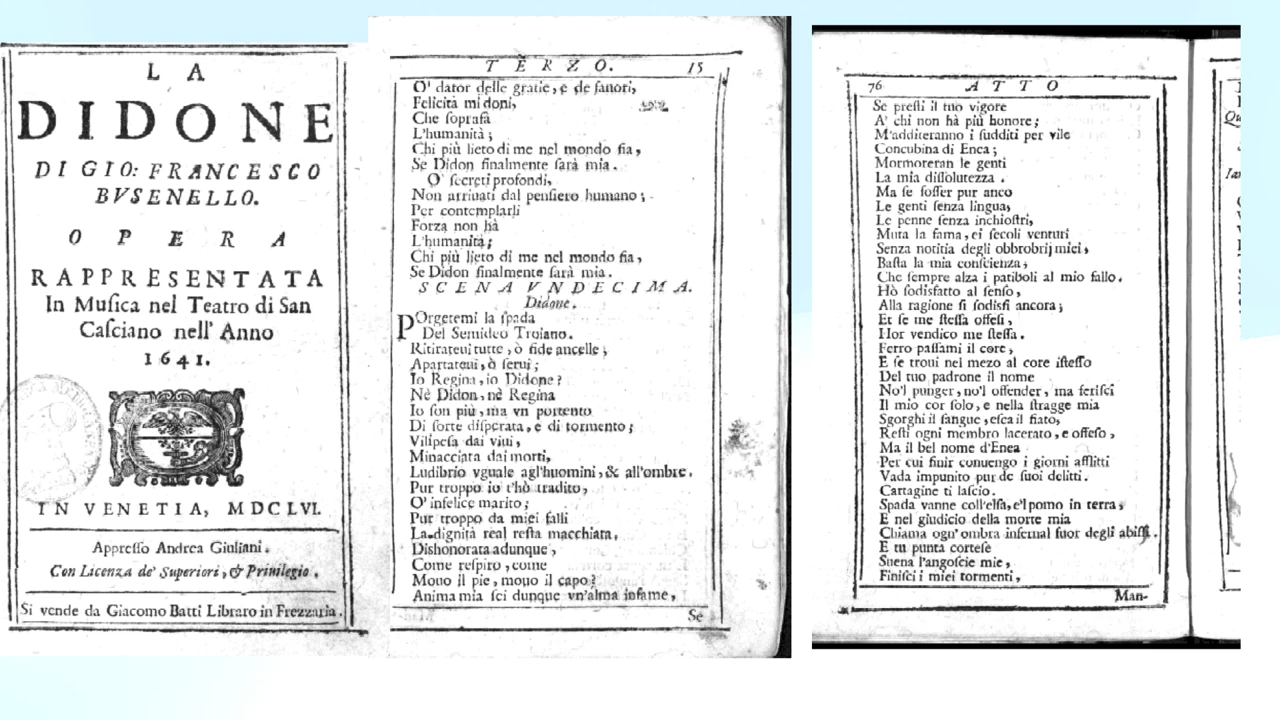 LA
DIDONE
DI GIO: FRANCESCO
BVSENELLO.
OPERA
RAPPRESENTATA
In Muſica nel Teatro di San
Caſciano nell' Anno
1641.
IN VENETIA, MDCLVI.
Appreſſo Andrea Giuliani.
Con Licenza de' Superiori, & Priuilegio.
Si vende da Giacomo Batti Libraro in Frezzaria.
TERZO. 15
O' dator delle gratie, e de fauori,
Felicità mi doni,
Che ſopraſà
L'humanità;
Chi più lieto di me nel mondo fia,
Se Didon finalmente ſarà mia.
O' ſecreti profondi,
Non arriuati dal penſiero humano;
Per contemplarli
Forza non hà
L'humanità;
Chi più lieto di me nel mondo fia,
Se Didon finalmente ſarà mia.
SCENA VNDECIMA.
Didone.
POrgetemi la ſpada
Del Semideo Troiano.
Ritirateui tutte, ò fide ancelle;
Apartateui, ò ſerui;
Io Regina, io Didone?
Nè Didon, nè Regina
Io ſon più, ma vn portento
Di ſorte diſperata, e di tormento;
Vilipeſa dai viui,
Minacciata dai morti,
Ludibrio vguale agl'huomini, & all'ombre.
Pur troppo io t'hò tradito,
O' infelice marito;
Pur troppo da miei falli
La dignità real reſta macchiata.
Dishonorata adunque,
Come reſpiro, come
Mouo il pie, mouo il capo?
Anima mia ſei dunque vn'alma infame,
Se
76 ATTO
Se preſti il tuo vigore
A' chi non hà più honore;
M'additeranno i ſudditi per vile
Concubina di Enea;
Mormoreran le genti
La mia diſſolutezza.
Ma ſe foſſer pur anco
Le genti ſenza lingua,
Le penne ſenza inchioſtri,
Muta la fama, ei ſecoli venturi
Senza notitia degli obbrobrij miei,
Baſta la mia conſcienza,
Che ſempre alza i patiboli al mio fallo.
Hò ſodisfatto al ſenſo,
Alla ragione ſi ſodisfi ancora;
Et ſe me ſteſſa offeſi,
Hor vendico me ſteſſa.
Ferro paſſami il core,
E ſe troui nel mezo al core iſteſſo
Del tuo padrone il nome
No'l punger, no'l offender, ma feriſci
Il mio cor ſolo, e nella ſtragge mia
Sgorghi il ſangue, eſca il fiato,
Reſti ogni membro lacerato, e offeſo,
Ma il bel nome d'Enea
Per cui finir conuengo i giorni afflitti
Vada impunito pur de ſuoi delitti.
Cartagine ti laſcio.
Spada vanne coll'elſa, e'l pomo in terra,
E nel giudicio della morte mia
Chiama ogn'ombra infernal fuor degli abiſſi.
E tu punta corteſe
Suena l'angoſcie mie,
Finiſci i miei tormenti,
Man-